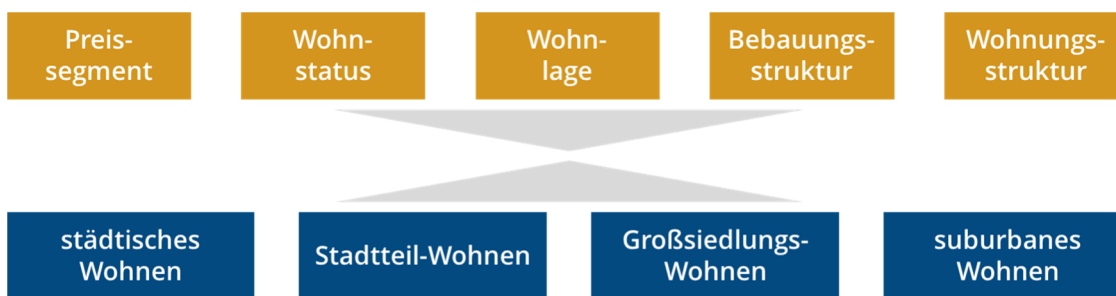 Preis-
segment
Wohn-
status
Wohn-
lage
Bebauungs-
struktur
Wohnungs-
struktur
städtisches
Wohnen
Stadtteil-Wohnen
Großsiedlungs-
Wohnen
suburbanes
Wohnen